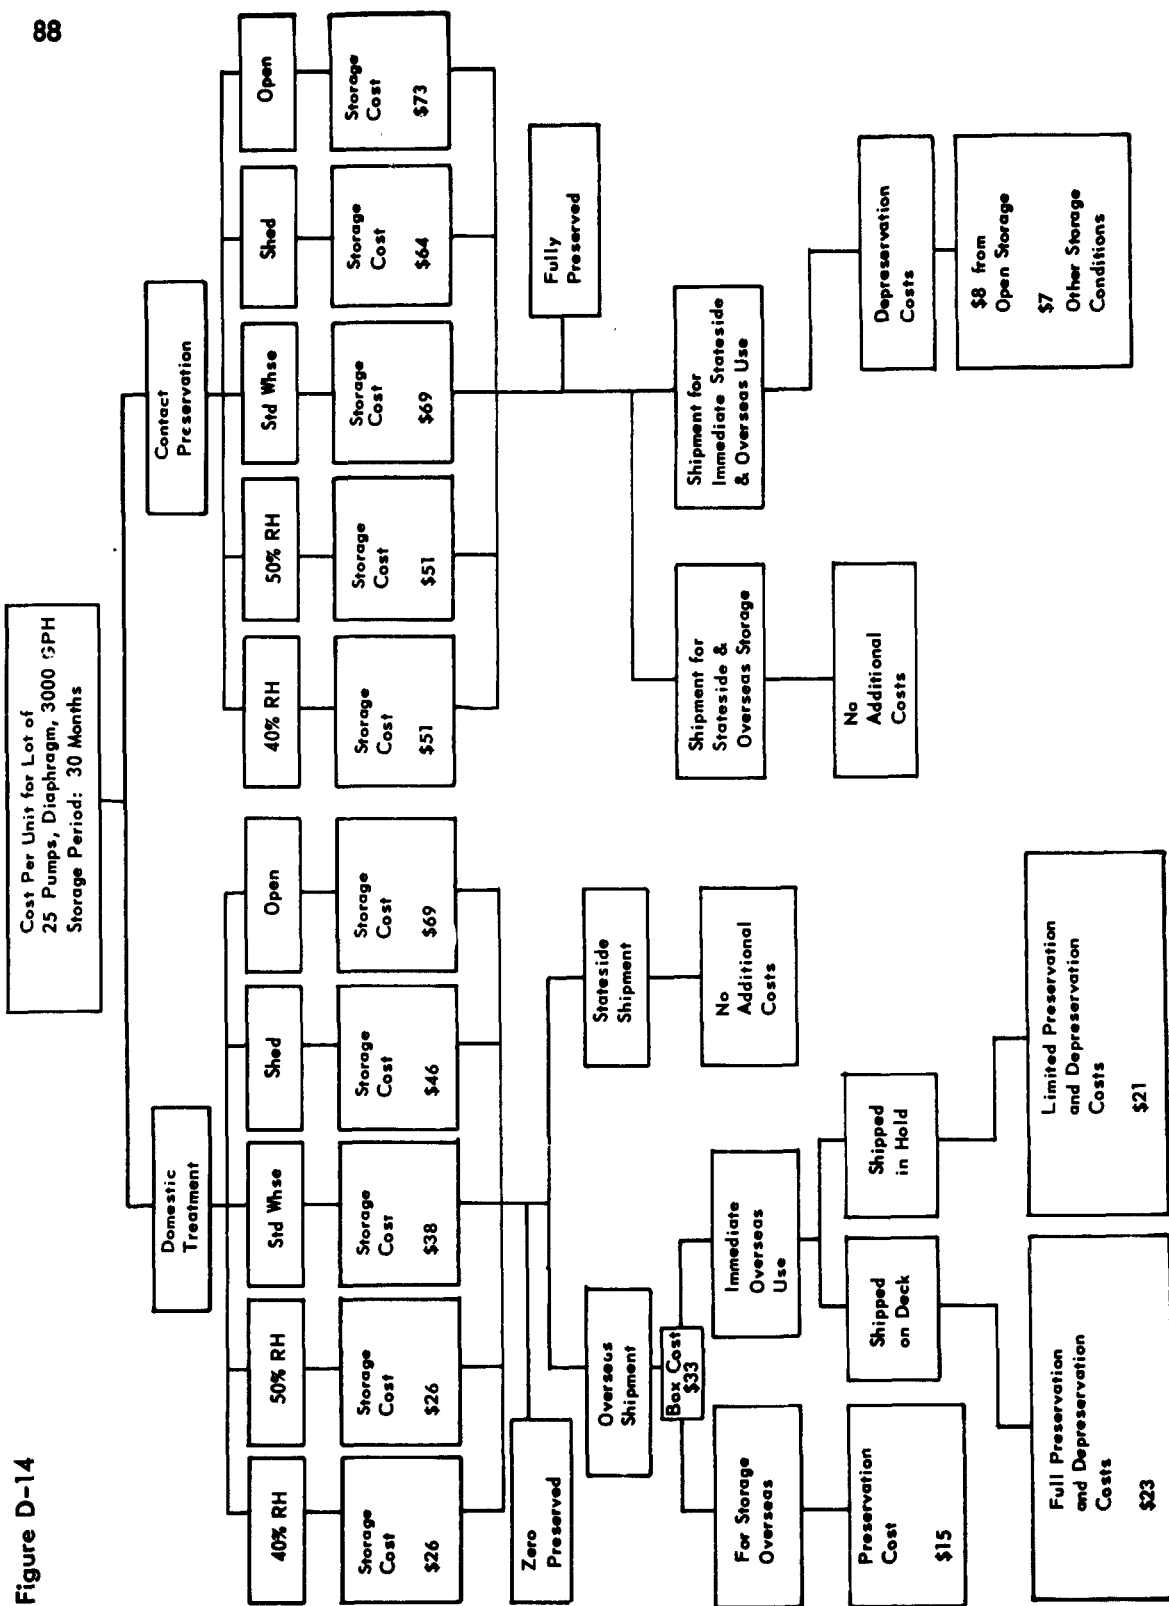 88
Figure D-14
Cost Per Unit for Lot of
25 Pumps, Diaphragm, 3000 GPH
Storage Period: 30 Months
Domestic
Treatment
Contact
Preservation
40% RH
50% RH
Std Whse
Shed
Open
40% RH
50% RH
Std Whse
Shed
Open
Storage
Cost
$26
Storage
Cost
$26
Storage
Cost
$38
Storage
Cost
$46
Storage
Cost
$69
Storage
Cost
$51
Storage
Cost
$51
Storage
Cost
$69
Storage
Cost
$64
Storage
Cost
$73
Zero
Preserved
Fully
Preserved
Overseas
Shipment
Stateside
Shipment
Box Cost
$33
No
Additional
Costs
For Storage
Overseas
Immediate
Overseas
Use
Shipment for
Stateside &
Overseas Storage
Shipment for
Immediate Stateside
& Overseas Use
Preservation
Cost
$15
Shipped
on Deck
Shipped
in Hold
No
Additional
Costs
Depreservation
Costs
$8 from
Open Storage
$7
Other Storage
Conditions
Full Preservation
and Depreservation
Costs
$23
Limited Preservation
and Depreservation
Costs
$21